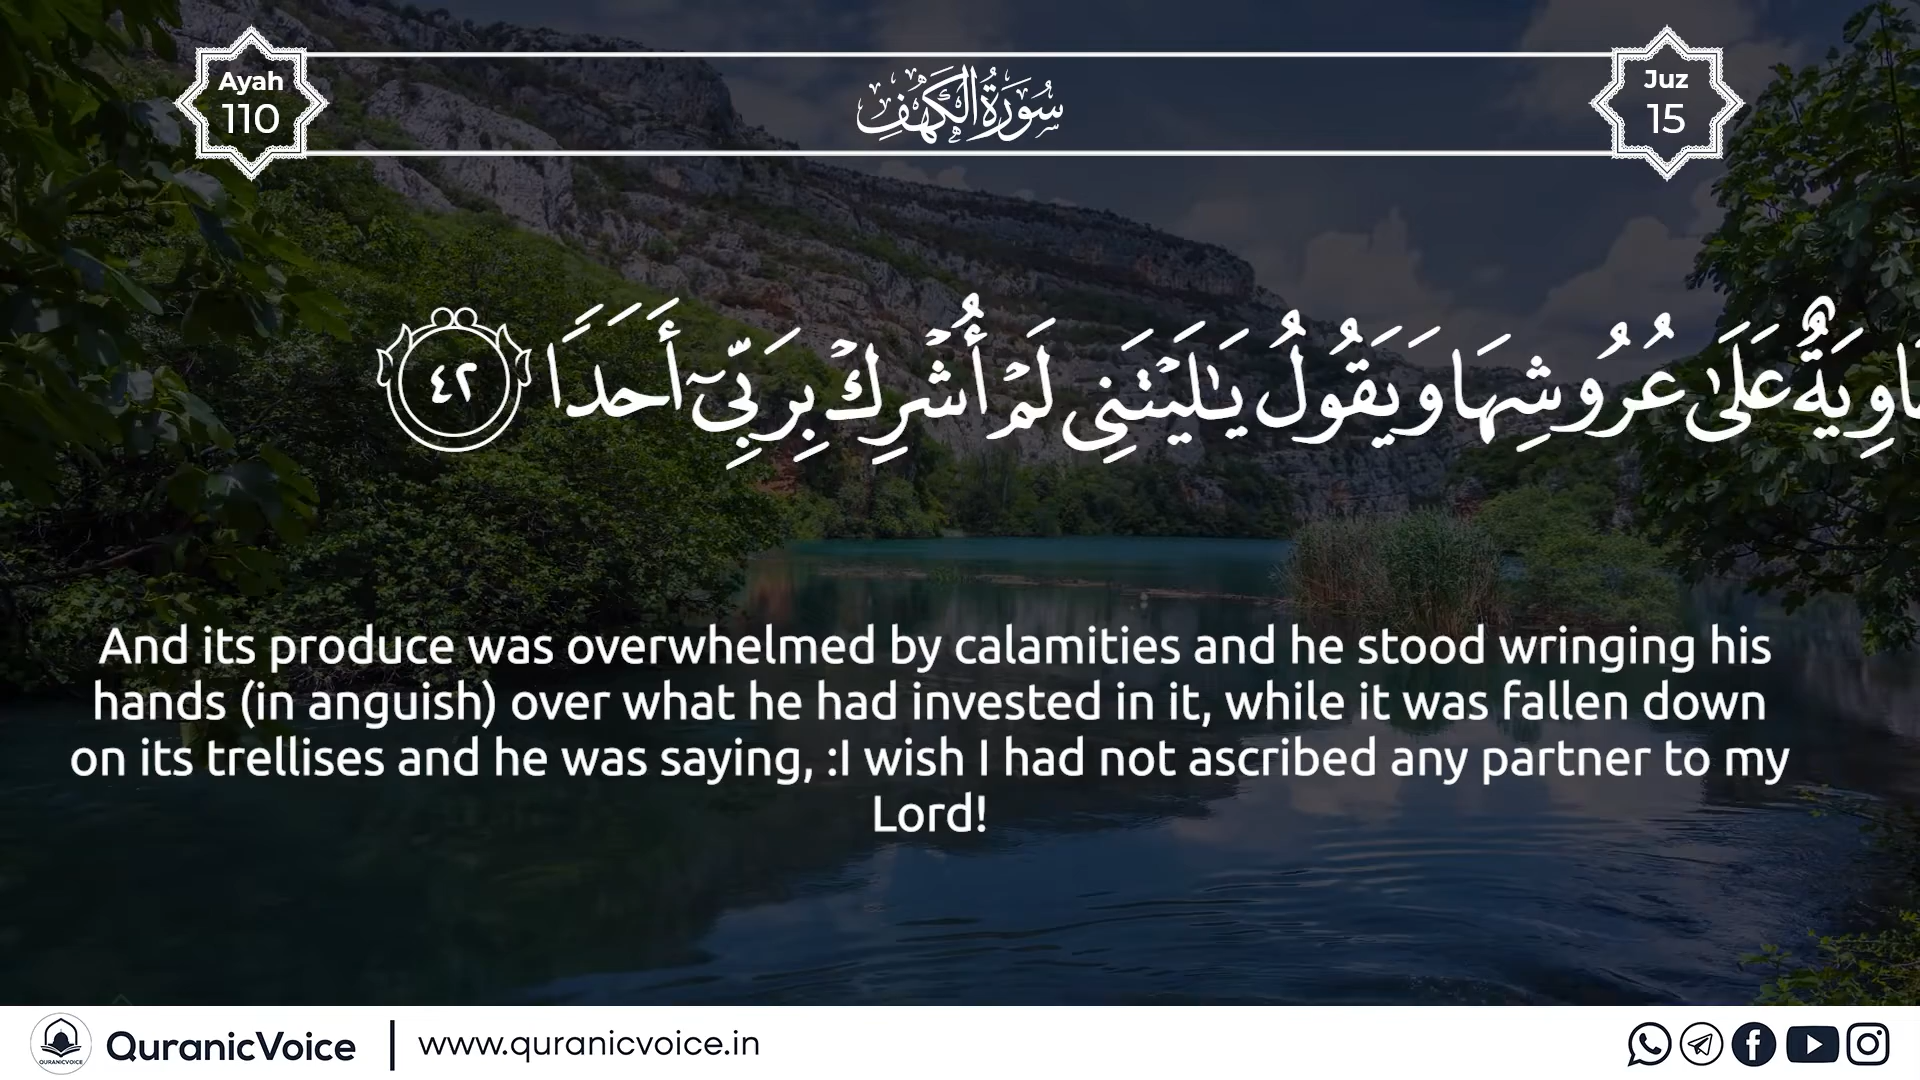 Ayah
110
سُورَةُ الكَهْفِ
Juz
15
وِيَةٌ عَلَىٰ عُرُوشِهَا وَيَقُولُ يَـٰلَيْتَنِى لَمْ أُشْرِكْ بِرَبِّىٓ أَحَدًا ٤٢
And its produce was overwhelmed by calamities and he stood wringing his
hands (in anguish) over what he had invested in it, while it was fallen down
on its trellises and he was saying, :I wish I had not ascribed any partner to my
Lord!
QURANICVOICE
QuranicVoice | www.quranicvoice.in